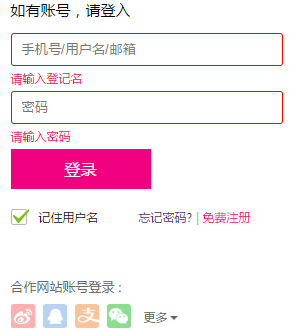 如有账号，请登入
手机号/用户名/邮箱
请输入登记名
密码
请输入密码
登录
记住用户名 忘记密码? | 免费注册
合作网站账号登录 :
支 更多